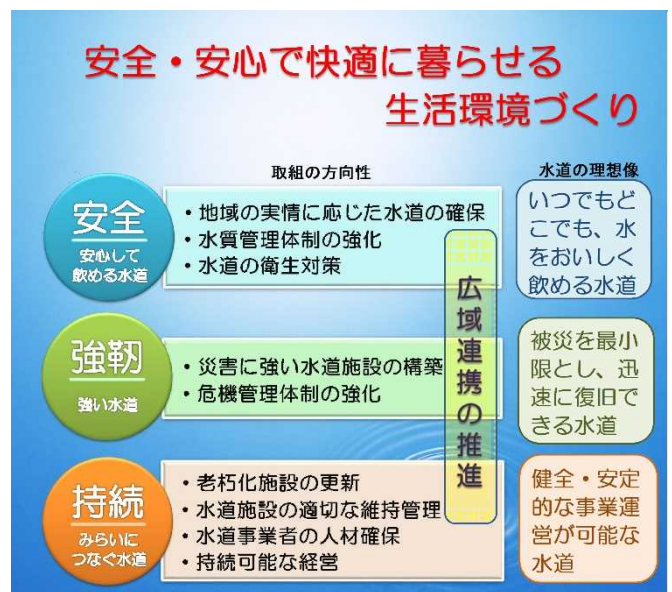 安全・安心で快適に暮らせる
生活環境づくり
取組の方向性
水道の理想像
安全
安心して
飲める水道
・地域の実情に応じた水道の確保
・水質管理体制の強化
・水道の衛生対策
いつでもど
こでも、水
をおいしく
飲める水道
強靭
強い水道
・災害に強い水道施設の構築
・危機管理体制の強化
被災を最小
限とし、迅
速に復旧で
きる水道
持続
みらいに
つなぐ水道
・老朽化施設の更新
・水道施設の適切な維持管理
・水道事業者の人材確保
・持続可能な経営
健全・安定
的な事業運
営が可能な
水道
広域連携の推進